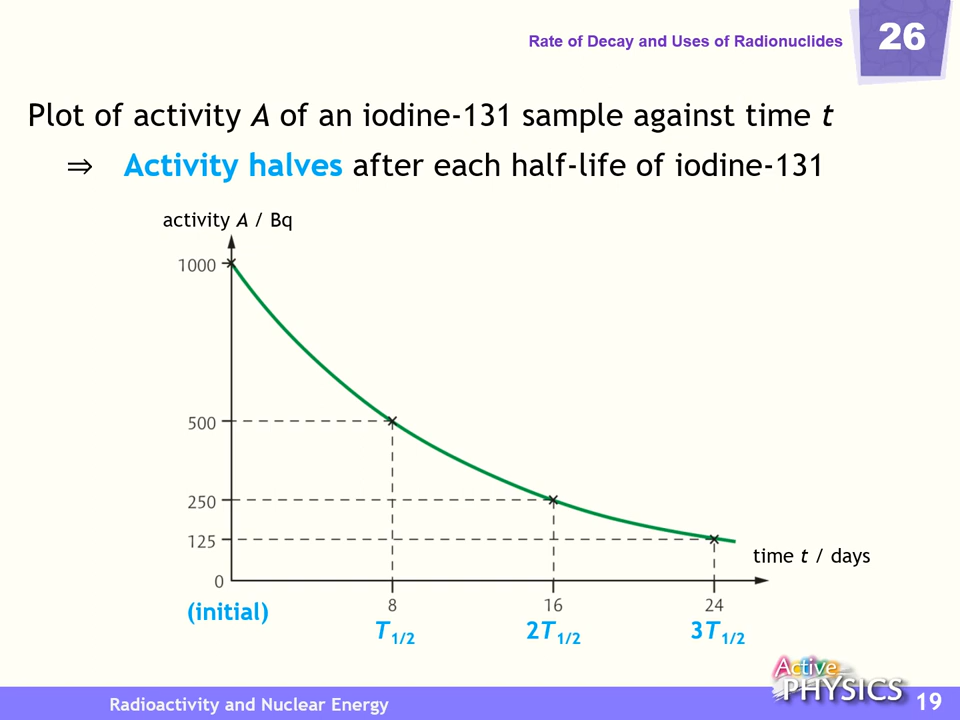 Rate of Decay and Uses of Radionuclides
26
Plot of activity A of an iodine-131 sample against time t
⇒ Activity halves after each half-life of iodine-131
activity A / Bq
1000
500
250
125
0
time t / days
(initial)
8
16
24
T1/2
2T1/2
3T1/2
Active
PHYSICS
Radioactivity and Nuclear Energy
19